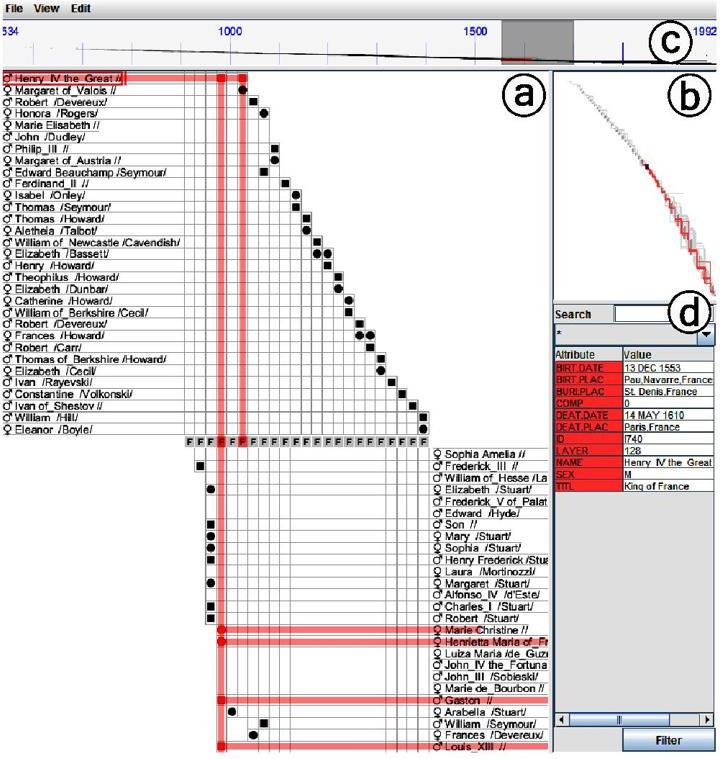 File View Edit
534 1000 1500 1992
c
a
b
♂ Henry_IV the_Great //
♀ Margaret of_Valois //
♂ Robert /Devereux/
♀ Honora /Rogers/
♀ Marie Elisabeth //
♂ John /Dudley/
♂ Philip_III //
♀ Margaret of_Austria //
♂ Edward Beauchamp /Seymour/
♂ Ferdinand_II //
♀ Isabel /Onley/
♂ Thomas /Seymour/
♂ Thomas /Howard/
♀ Aletheia /Talbot/
♂ William of_Newcastle /Cavendish/
♀ Elizabeth /Bassett/
♂ Henry /Howard/
♂ Theophilus /Howard/
♀ Elizabeth /Dunbar/
♀ Catherine /Howard/
♂ William of_Berkshire /Cecil/
♂ Robert /Devereux/
♀ Frances /Howard/
♂ Robert /Carr/
♂ Thomas of_Berkshire /Howard/
♀ Elizabeth /Cecil/
♂ Ivan /Rayevski/
♂ Constantine /Volkonski/
♂ Ivan of_Shestov //
♂ William /Hill/
♀ Eleanor /Boyle/
F F F F F F F F F F F F F F F F F F F F F F F
♀ Sophia Amelia //
♂ Frederick_III //
♂ William of_Hesse /La
♀ Elizabeth /Stuart/
♂ Frederick_V of_Palat
♂ Edward /Hyde/
♂ Son //
♀ Mary /Stuart/
♀ Sophia /Stuart/
♂ Henry Frederick /Stua
♀ Laura /Mortinozzi/
♀ Margaret /Stuart/
♂ Alfonso_IV /d'Este/
♂ Charles_I /Stuart/
♂ Robert /Stuart/
♀ Marie Christine //
♀ Henrietta Maria of_Fr
♀ Luiza Maria /de_Guzm
♂ John_IV the_Fortuna
♂ John_III /Sobieski/
♀ Marie de_Bourbon //
♂ Gaston //
♀ Arabella /Stuart/
♂ William /Seymour/
♀ Frances /Devereux/
♂ Louis_XIII //
Search
d
*
Attribute Value
BIRT.DATE 13 DEC 1553
BIRT.PLAC Pau,Navarre,France
BURI.PLAC St. Denis,France
COMP 0
DEAT.DATE 14 MAY 1610
DEAT.PLAC Paris,France
ID I740
LAYER 128
NAME Henry_IV the_Great
SEX M
TITL King of France
Filter